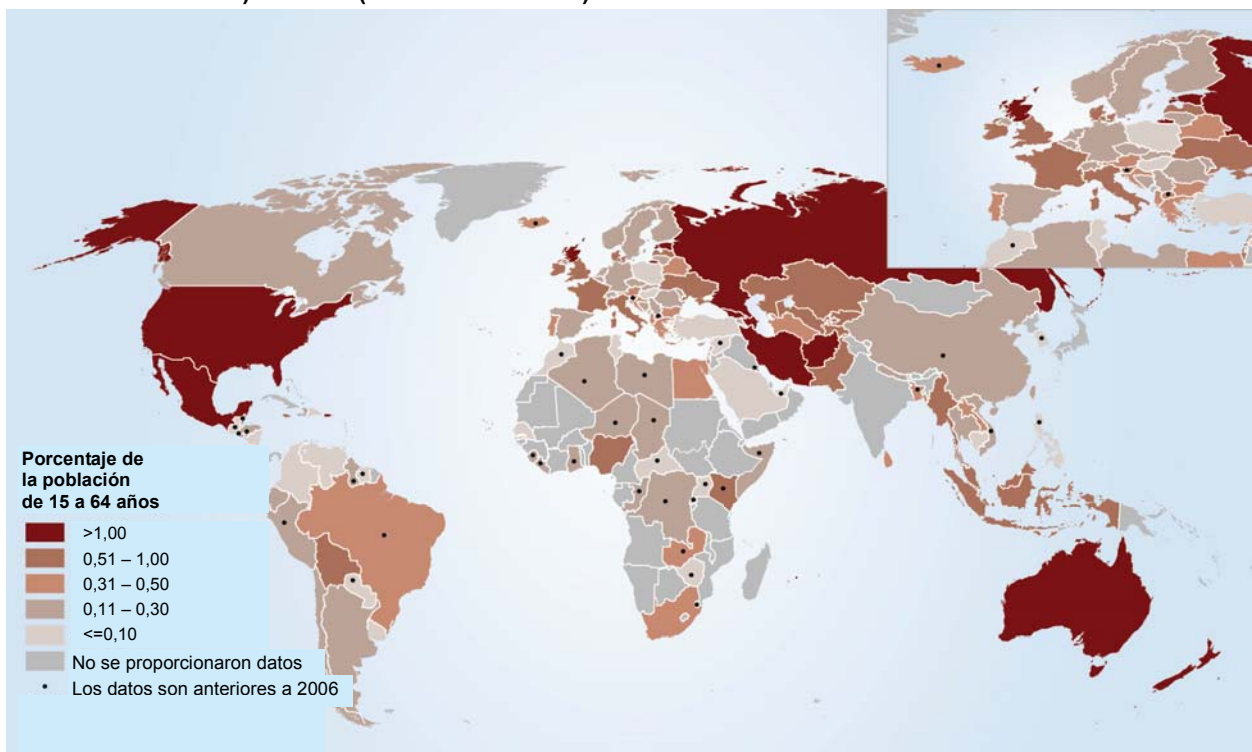 Porcentaje de
la población
de 15 a 64 años
>1,00
0,51 – 1,00
0,31 – 0,50
0,11 – 0,30
<=0,10
No se proporcionaron datos
Los datos son anteriores a 2006